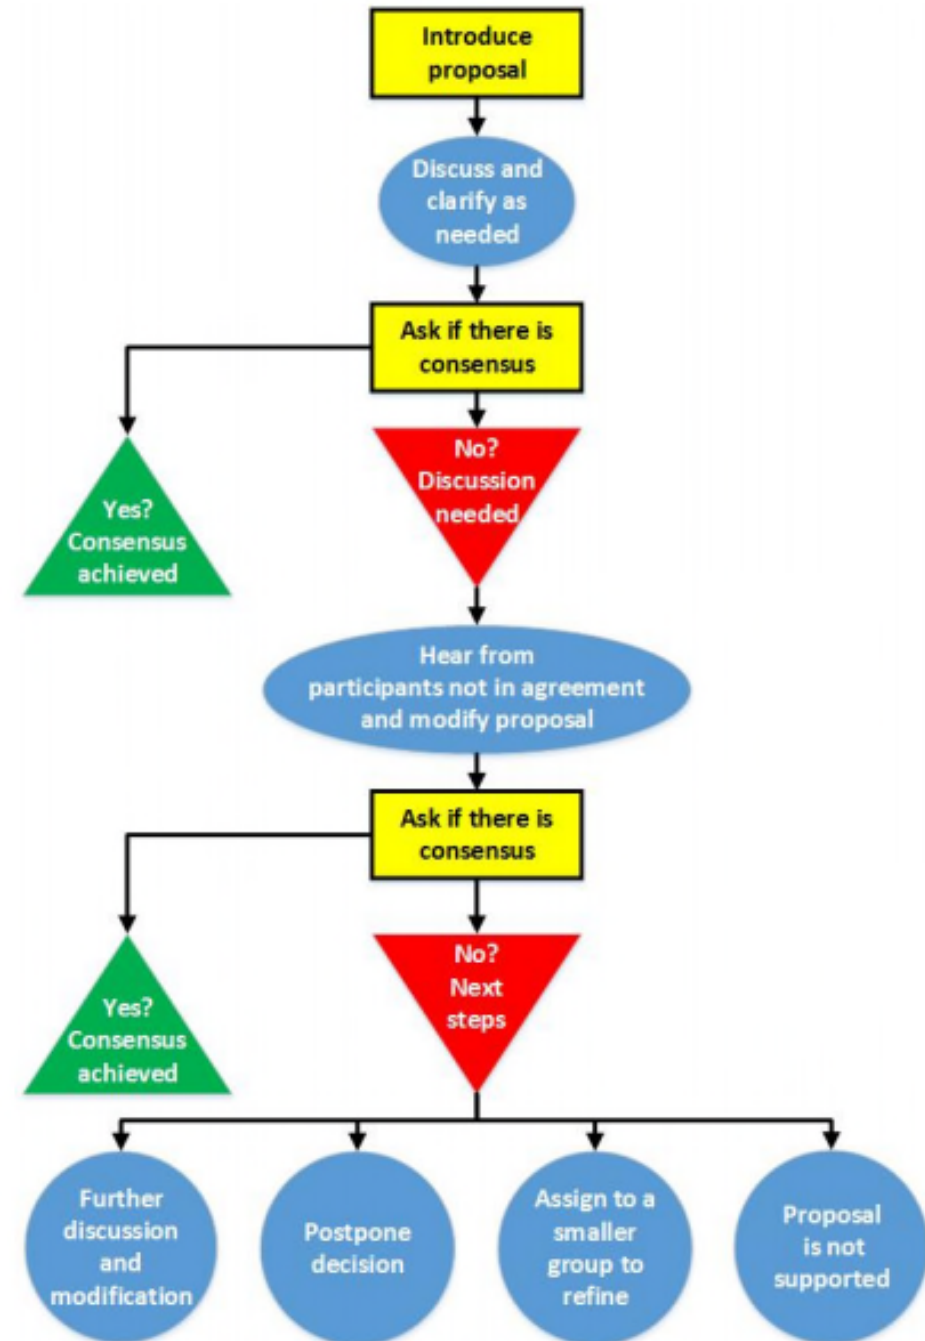 Introduce
proposal
Discuss and
clarify as
needed
Ask if there is
consensus
Yes?
Consensus
achieved
No?
Discussion
needed
Hear from
participants not in agreement
and modify proposal
Ask if there is
consensus
Yes?
Consensus
achieved
No?
Next
steps
Further
discussion
and
modification
Postpone
decision
Assign to a
smaller
group to
refine
Proposal
is not
supported